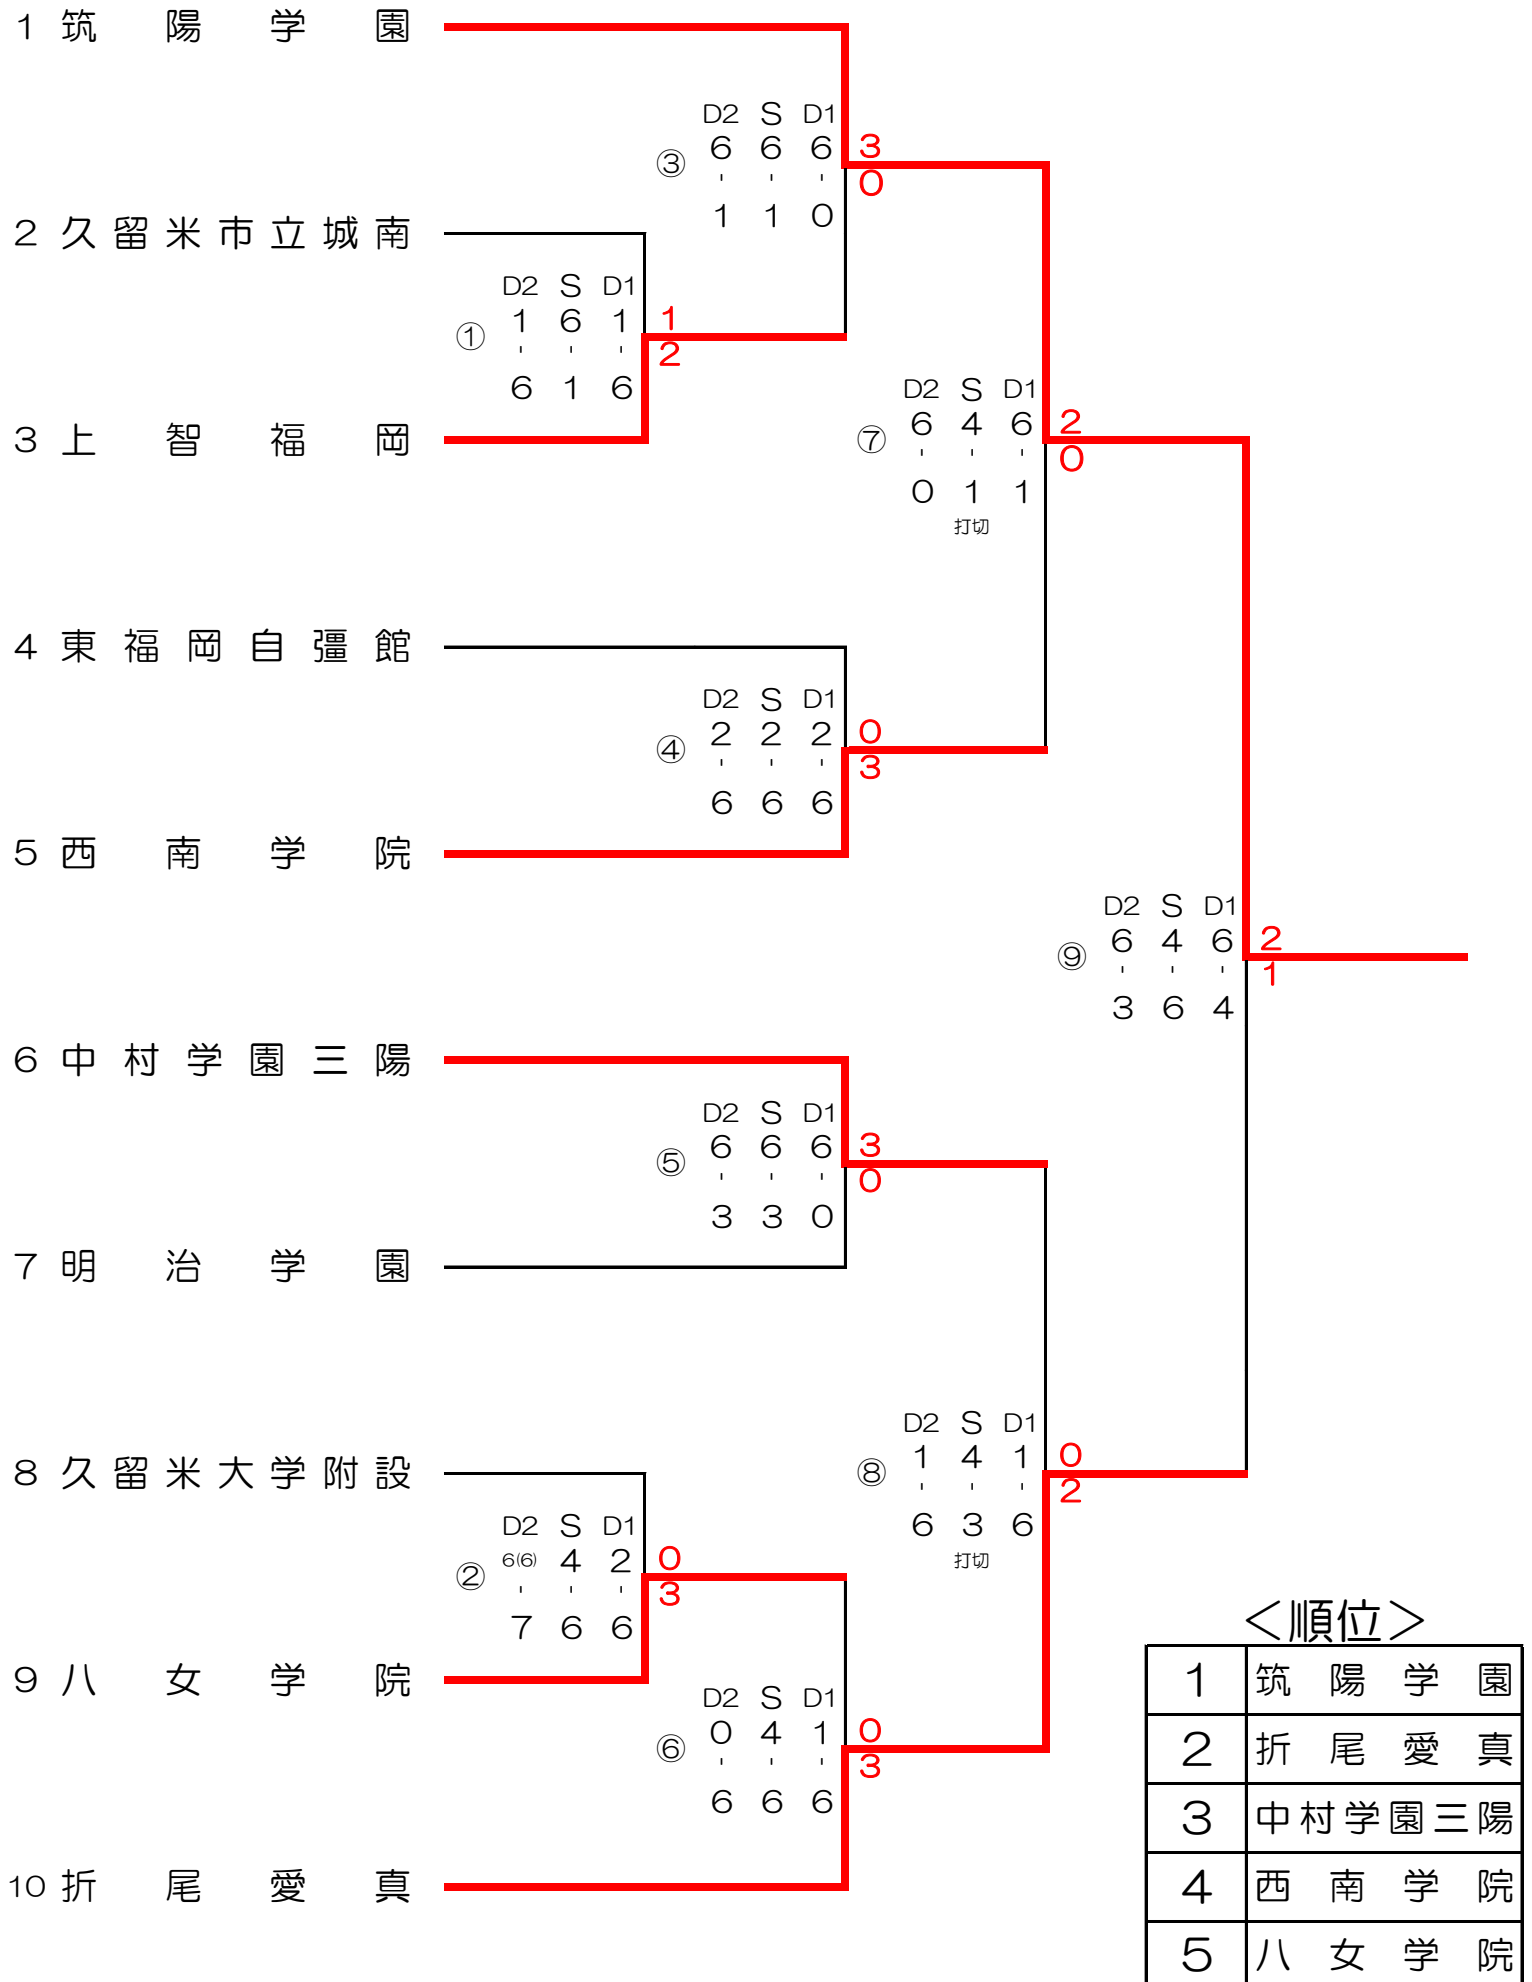 1 筑陽学園
D2 S D1
③ 6 6 6 3
- - - 0
1 1 0
2 久留米市立城南
D2 S D1
① 1 6 1 1
- - - 2
6 1 6
3 上智福岡
D2 S D1
⑦ 6 4 6 2
- - - 0
0 1 1
打切
4 東福岡自彊館
D2 S D1
④ 2 2 2 0
- - - 3
6 6 6
5 西南学院
D2 S D1
⑨ 6 4 6 2
- - - 1
3 6 4
6 中村学園三陽
D2 S D1
⑤ 6 6 6 3
- - - 0
3 3 0
7 明治学園
D2 S D1
⑧ 1 4 1 0
- - - 2
6 3 6
打切
8 久留米大学附設
D2 S D1
② 6(6) 4 2 0
- - - 3
7 6 6
9 八女学院
D2 S D1
⑥ 0 4 1 0
- - - 3
6 6 6
10 折尾愛真
＜順位＞
1 筑陽学園
2 折尾愛真
3 中村学園三陽
4 西南学院
5 八女学院